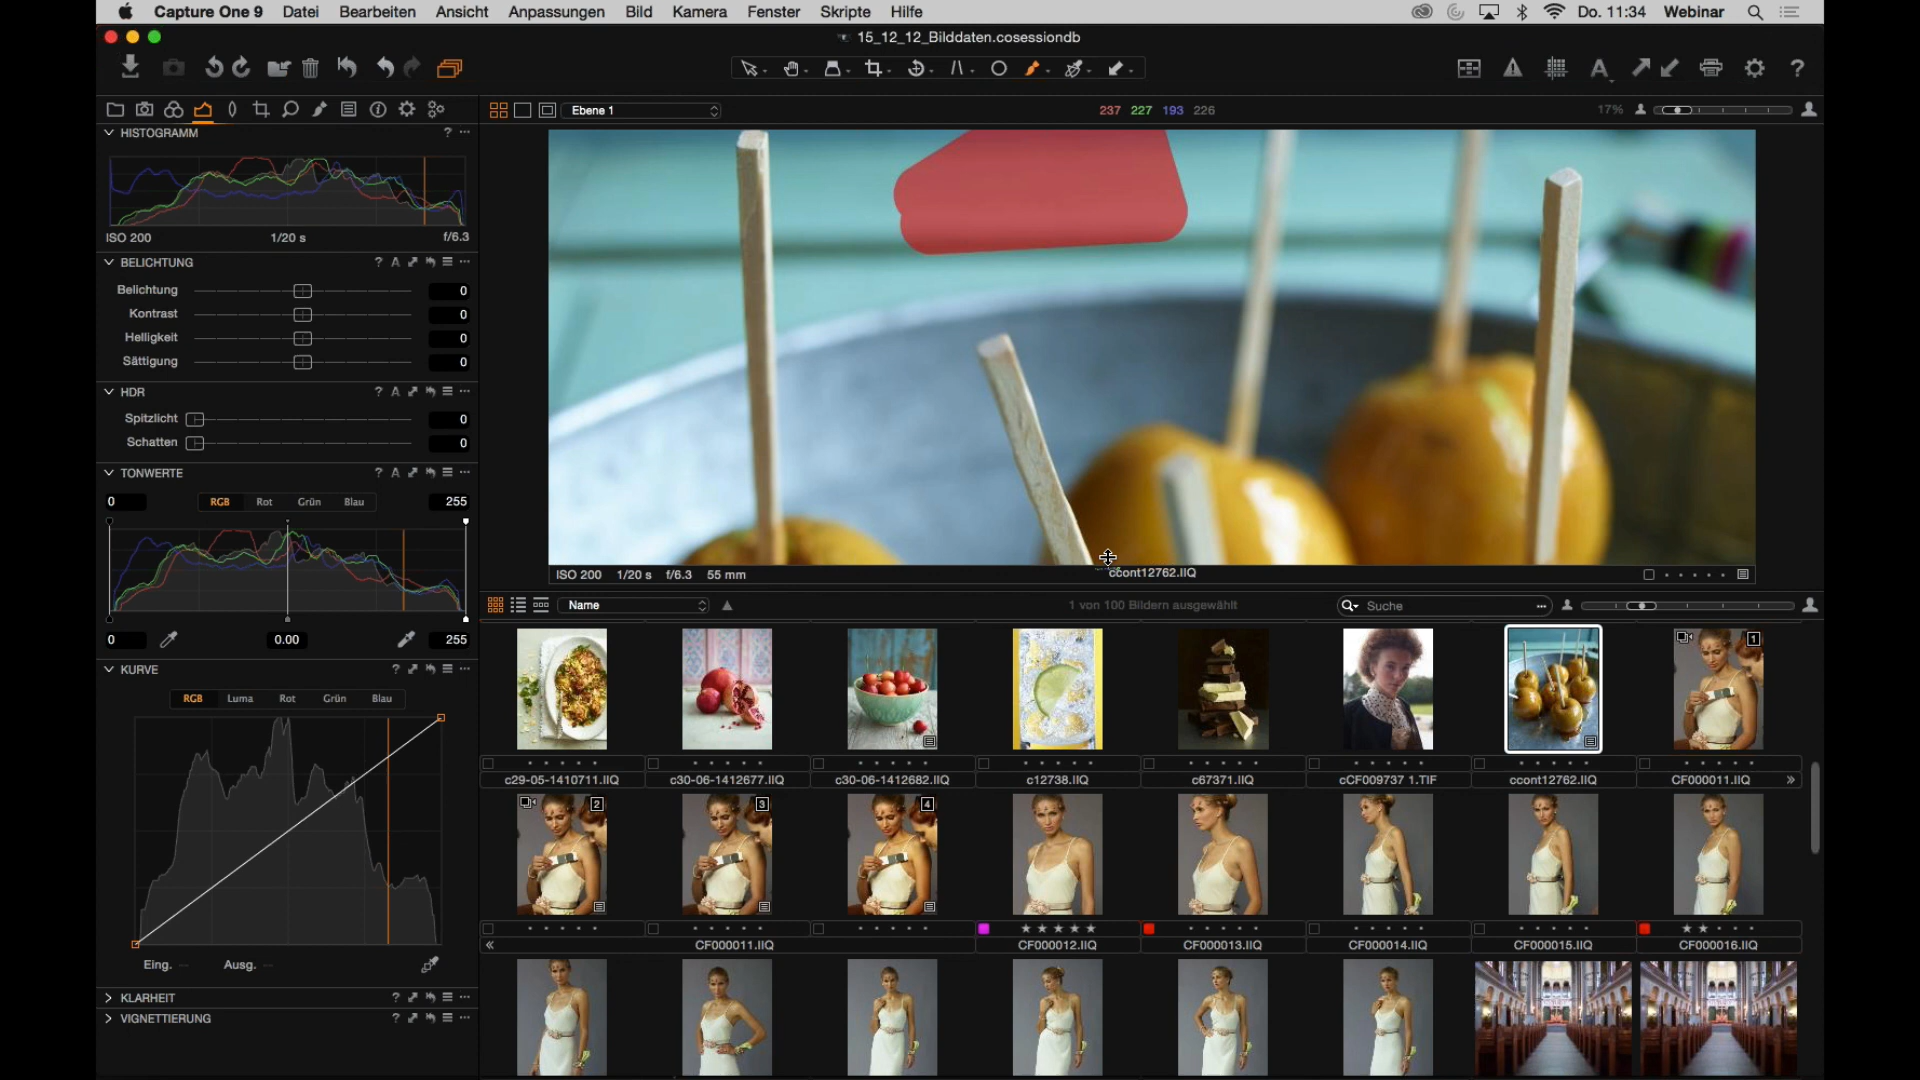 Capture One 9 Datei Bearbeiten Ansicht Anpassungen Bild Kamera Fenster Skripte Hilfe Do. 11:34 Webinar
15_12_12_Bilddaten.cosessiondb
Ebene 1 237 227 193 226 17%
HISTOGRAMM
ISO 200 1/20 s f/6.3
BELICHTUNG
Belichtung 0
Kontrast 0
Helligkeit 0
Sättigung 0
HDR
Spitzlicht 0
Schatten 0
TONWERTE
0 RGB Rot Grün Blau 255
0 0.00 255
KURVE
RGB Luma Rot Grün Blau
Eing. Ausg.
KLARHEIT
VIGNETTIERUNG
ISO 200 1/20 s f/6.3 55 mm ccont12762.IIQ
Name 1 von 100 Bildern ausgewählt Suche
1
c29-05-1410711.IIQ c30-06-1412677.IIQ c30-06-1412682.IIQ c12738.IIQ c67371.IIQ cCF009737 1.TIF ccont12762.IIQ CF000011.IIQ
2 3 4
CF000011.IIQ CF000012.IIQ CF000013.IIQ CF000014.IIQ CF000015.IIQ CF000016.IIQ